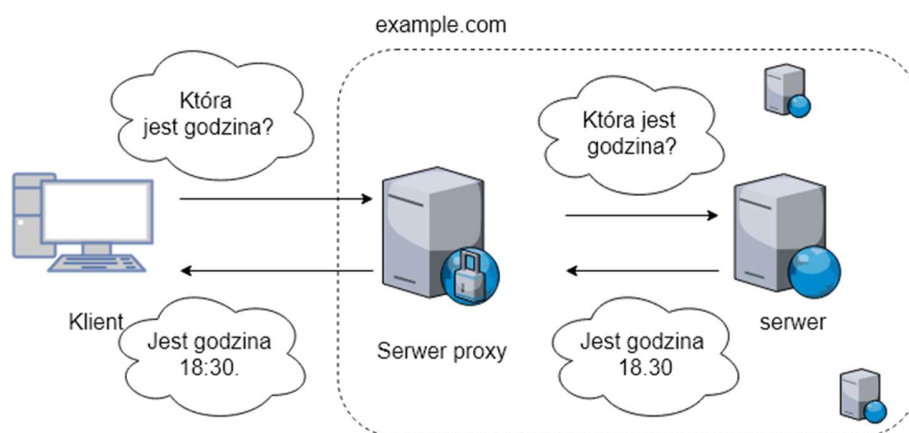 example.com
Która
jest godzina?
Która jest
godzina?
Klient
Jest godzina
18:30.
Serwer proxy
Jest godzina
18.30
serwer